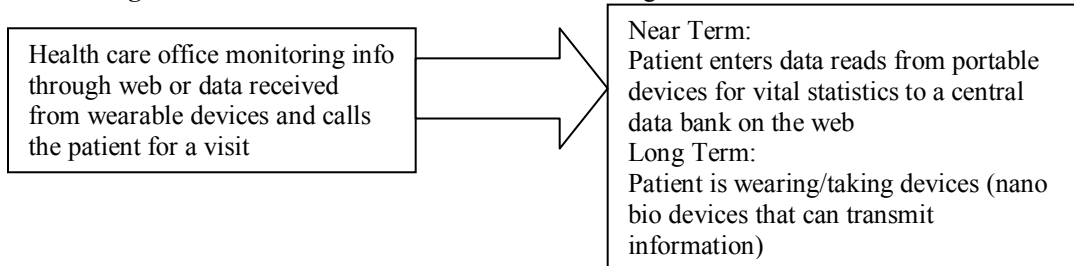 Health care office monitoring info
through web or data received
from wearable devices and calls
the patient for a visit
Near Term:
Patient enters data reads from portable
devices for vital statistics to a central
data bank on the web
Long Term:
Patient is wearing/taking devices (nano
bio devices that can transmit
information)